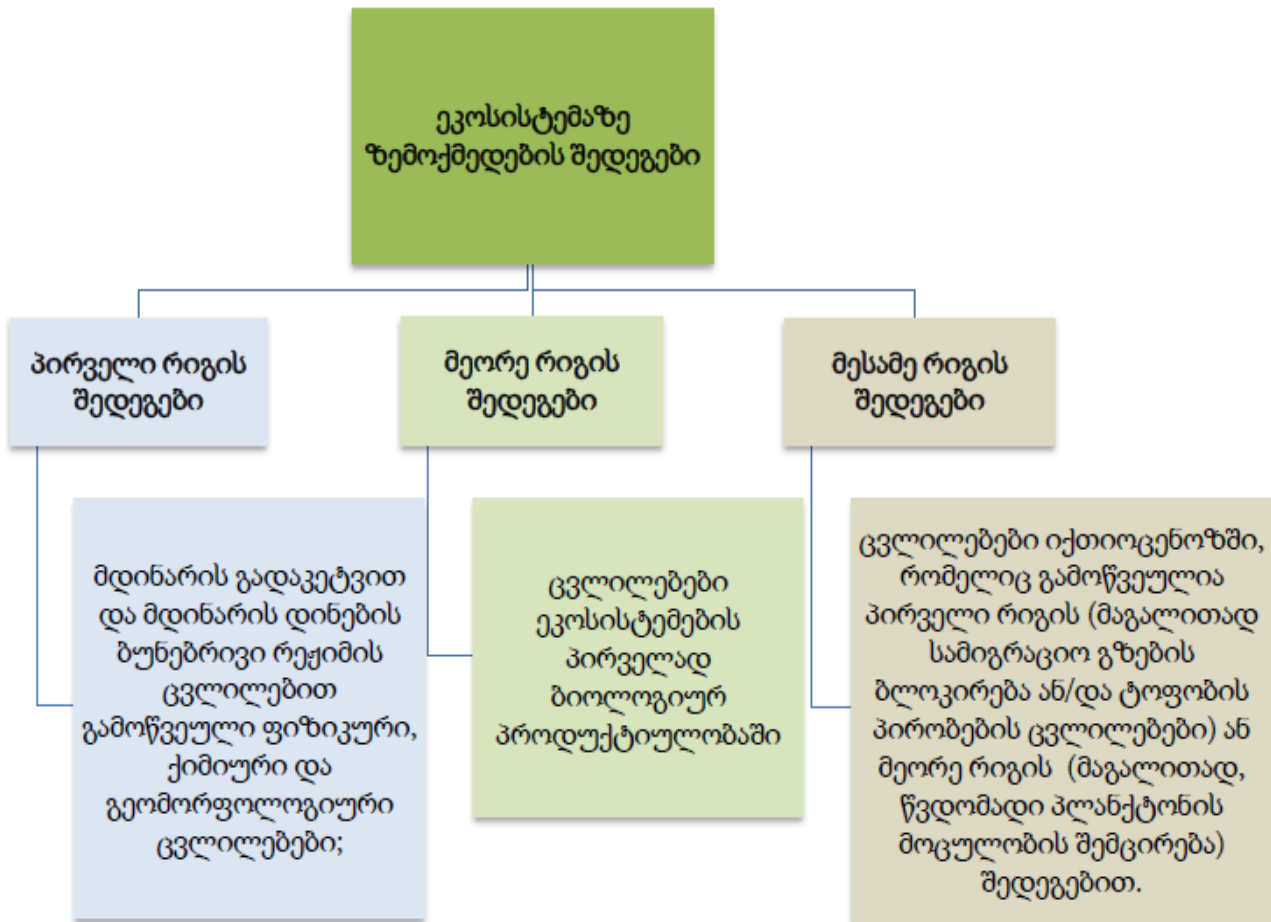 ეკოსისტემაზე
ზემოქმედების შედეგები
პირველი რიგის
შედეგები
მდინარის გადაკეტვით
და მდინარის დინების
ბუნებრივი რეჟიმის
ცვლილებით
გამოწვეული ფიზიკური,
ქიმიური და
გეომორფოლოგიური
ცვლილებები;
მეორე რიგის
შედეგები
ცვლილებები
ეკოსისტემების
პირველად
ბიოლოგიურ
პროდუქტიულობაში
მესამე რიგის
შედეგები
ცვლილებები იქთიოცენოზში,
რომელიც გამოწვეულია
პირველი რიგის (მაგალითად
სამიგრაციო გზების
ბლოკირება ან/და ტოფობის
პირობების ცვლილებები) ან
მეორე რიგის (მაგალითად,
წვდომადი პლანქტონის
მოცულობის შემცირება)
შედეგებით.